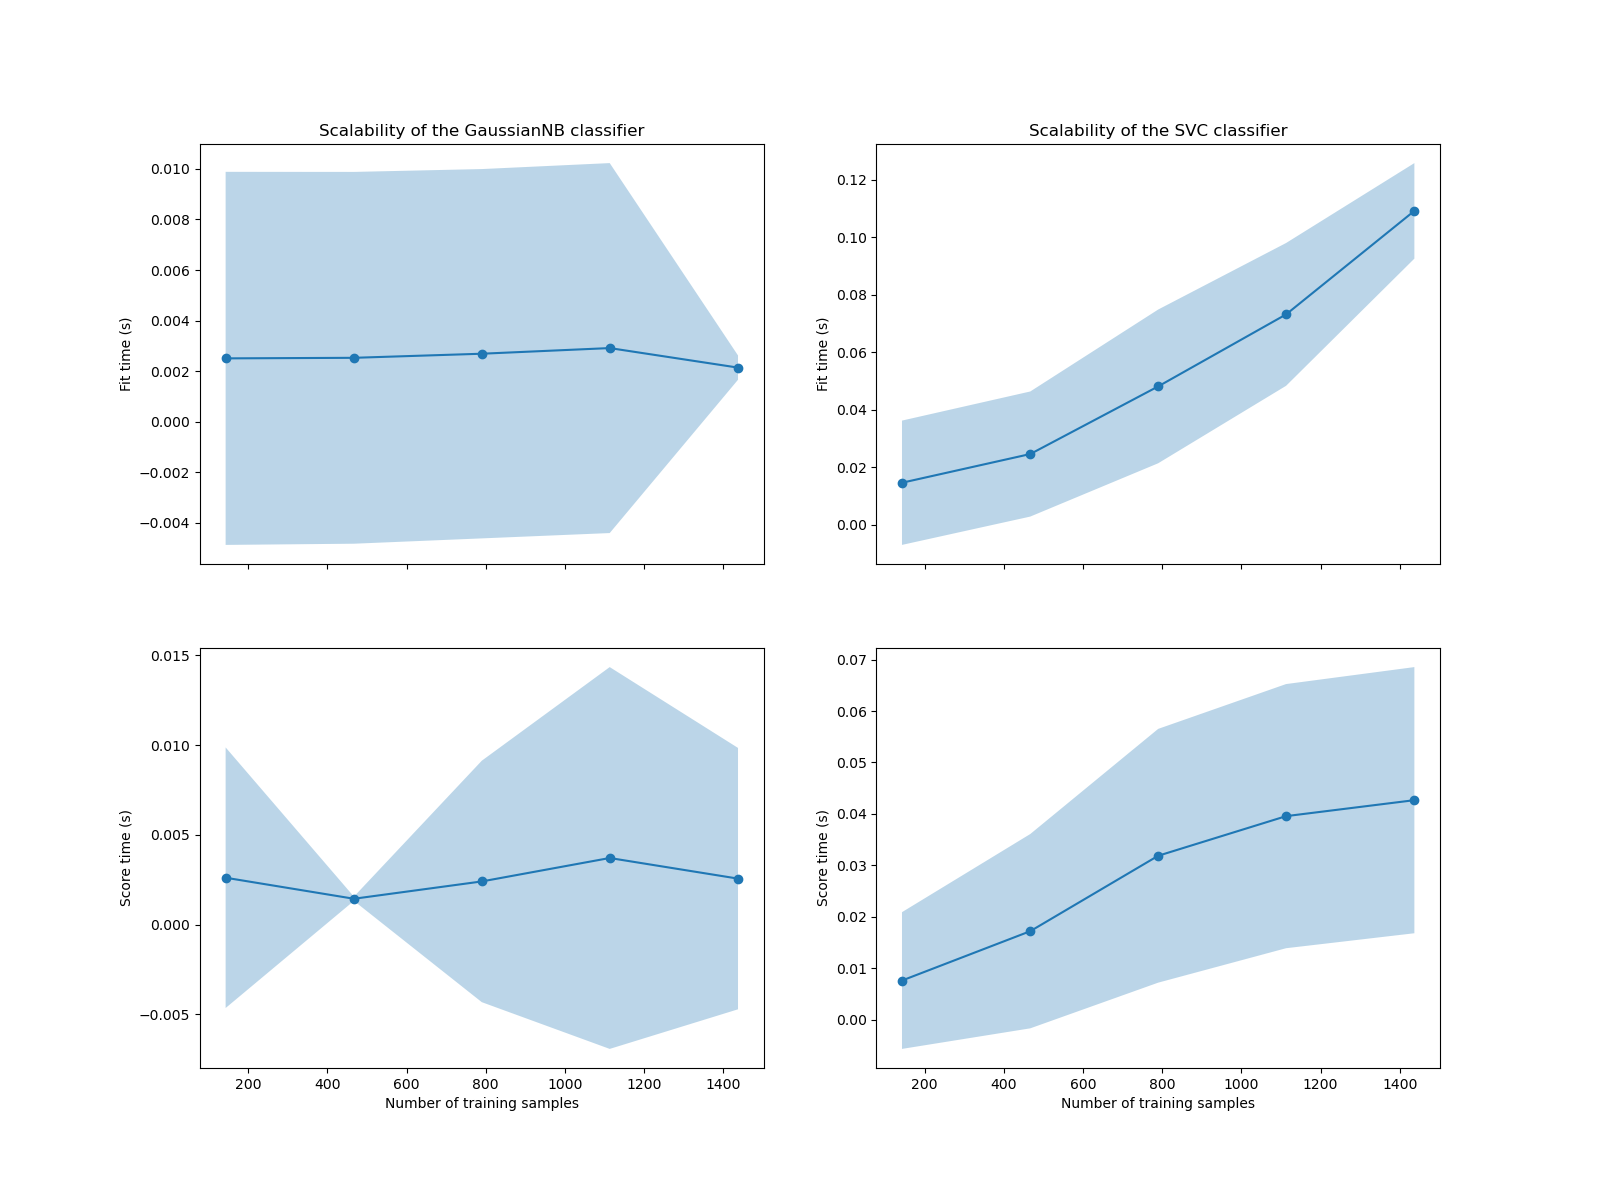 Scalability of the GaussianNB classifier
Scalability of the SVC classifier
0.010
0.008
0.006
0.004
0.002
0.000
−0.002
−0.004
Fit time (s)
0.12
0.10
0.08
0.06
0.04
0.02
0.00
Fit time (s)
0.015
0.010
0.005
0.000
−0.005
Score time (s)
200 400 600 800 1000 1200 1400
Number of training samples
0.07
0.06
0.05
0.04
0.03
0.02
0.01
0.00
Score time (s)
200 400 600 800 1000 1200 1400
Number of training samples